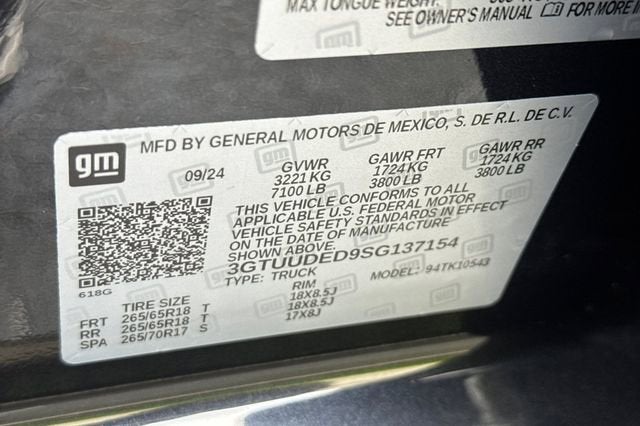 MAX TONGUE WEIGHT:
SEE OWNER'S MANUAL FOR MORE
gm
MFD BY GENERAL MOTORS DE MEXICO, S. DE R.L. DE C.V.
09/24 GVWR GAWR FRT GAWR RR
3221 KG 1724 KG 1724 KG
7100 LB 3800 LB 3800 LB
THIS VEHICLE CONFORMS TO ALL
APPLICABLE U.S. FEDERAL MOTOR
VEHICLE SAFETY STANDARDS IN EFFECT
ON THE DATE OF MANUFACTURE
SHOWN ABOVE.
3GTUUDED9SG137154
618G TYPE: TRUCK MODEL: 94TK10543
TIRE SIZE RIM
FRT 265/65R18 T 18X8.5J
RR 265/65R18 T 18X8.5J
SPA 265/70R17 S 17X8J